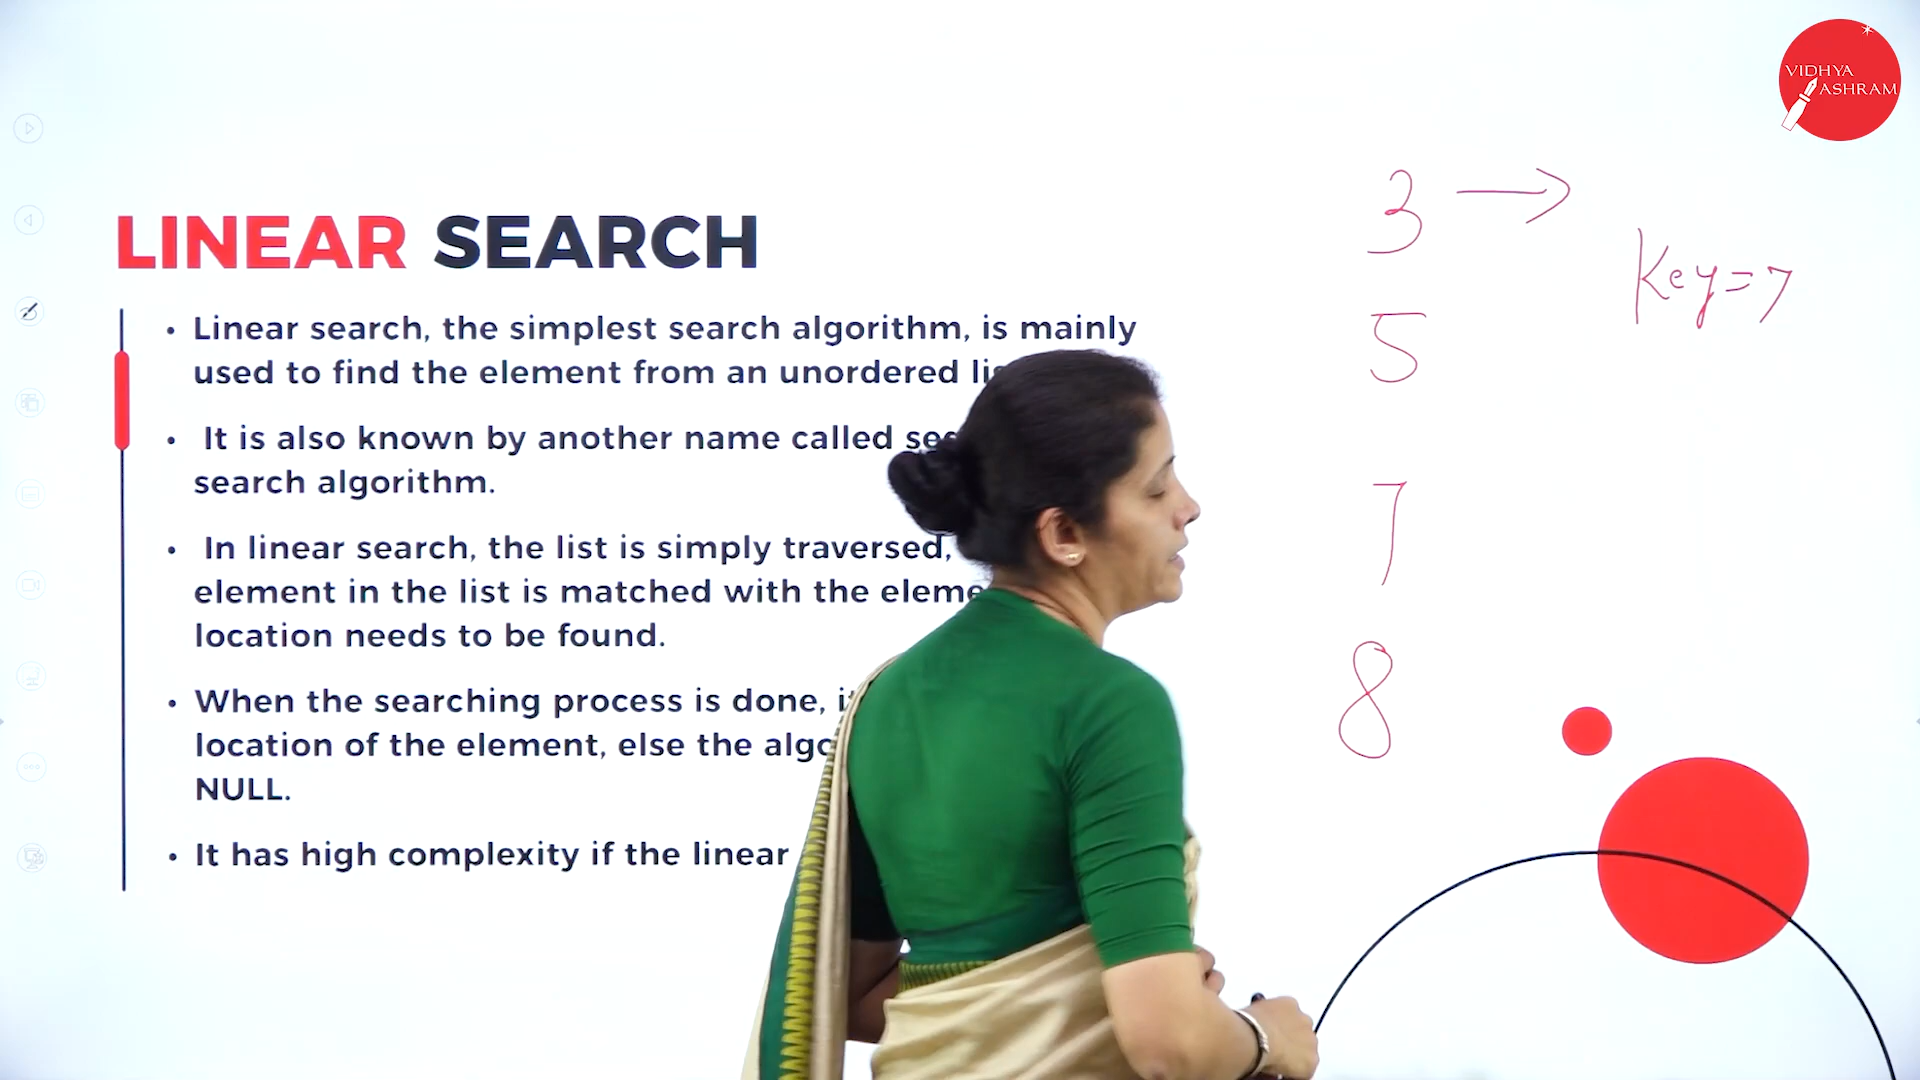 VIDHYA
ASHRAM
LINEAR SEARCH
• Linear search, the simplest search algorithm, is mainly
used to find the element from an unordered
• It is also known by another name called
search algorithm.
• In linear search, the list is simply traversed,
element in the list is matched with the
location needs to be found.
• When the searching process is done,
location of the element, else the
NULL.
• It has high complexity if the linear
3 →
Key=7
5
7
8